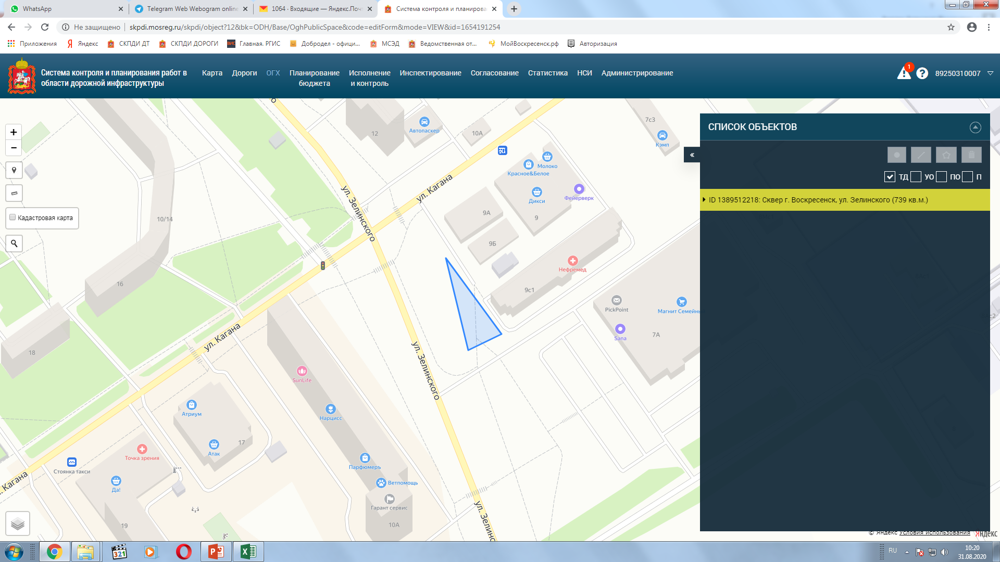 WhatsApp
Telegram Web Webogram online
1064 · Входящие — Яндекс.Почт
Система контроля и планирова
Не защищено
skpdi.mosreg.ru/skpdi/object?12&bk=ODH/Base/OghPublicSpace&code=editForm&mode=VIEW&id=1654191254
Приложения
Яндекс
СКПДИ ДТ
СКПДИ ДОРОГИ
Главная. РГИС
Добродел - офици...
МСЭД
Ведомственная от...
МойВоскресенск.рф
Авторизация
Система контроля и планирования работ в
области дорожной инфраструктуры
Карта
Дороги
ОГХ
Планирование
бюджета
Исполнение
и контроль
Инспектирование
Согласование
Статистика
НСИ
Администрирование
1
89250310007
СПИСОК ОБЪЕКТОВ
ТД
УО
ПО
П
ID 1389512218: Сквер г. Воскресенск, ул. Зелинского (739 кв.м.)
+
−
Кадастровая карта
12
Автопаскер
10А
7с3
Кэмп
Молоко
Красное&Белое
Дикси
Фейерверк
ул. Кагана
ул. Зелинского
9А
9
9Б
10/14
Нефремед
9с1
16
PickPoint
Магнит Семейны
Sana
7А
18
ул. Кагана
ул. Зелинского
SunLife
Атриум
Нарцисс
17
Атак
Точка зрения
Парфюмеръ
Стоянка такси
Ветпомощь
Да!
Гарант сервис
10А
19
. Кагана
ул. Зелинс
с2
© Яндекс Условия использования Яндекс
321
RU
10:20
31.08.2020